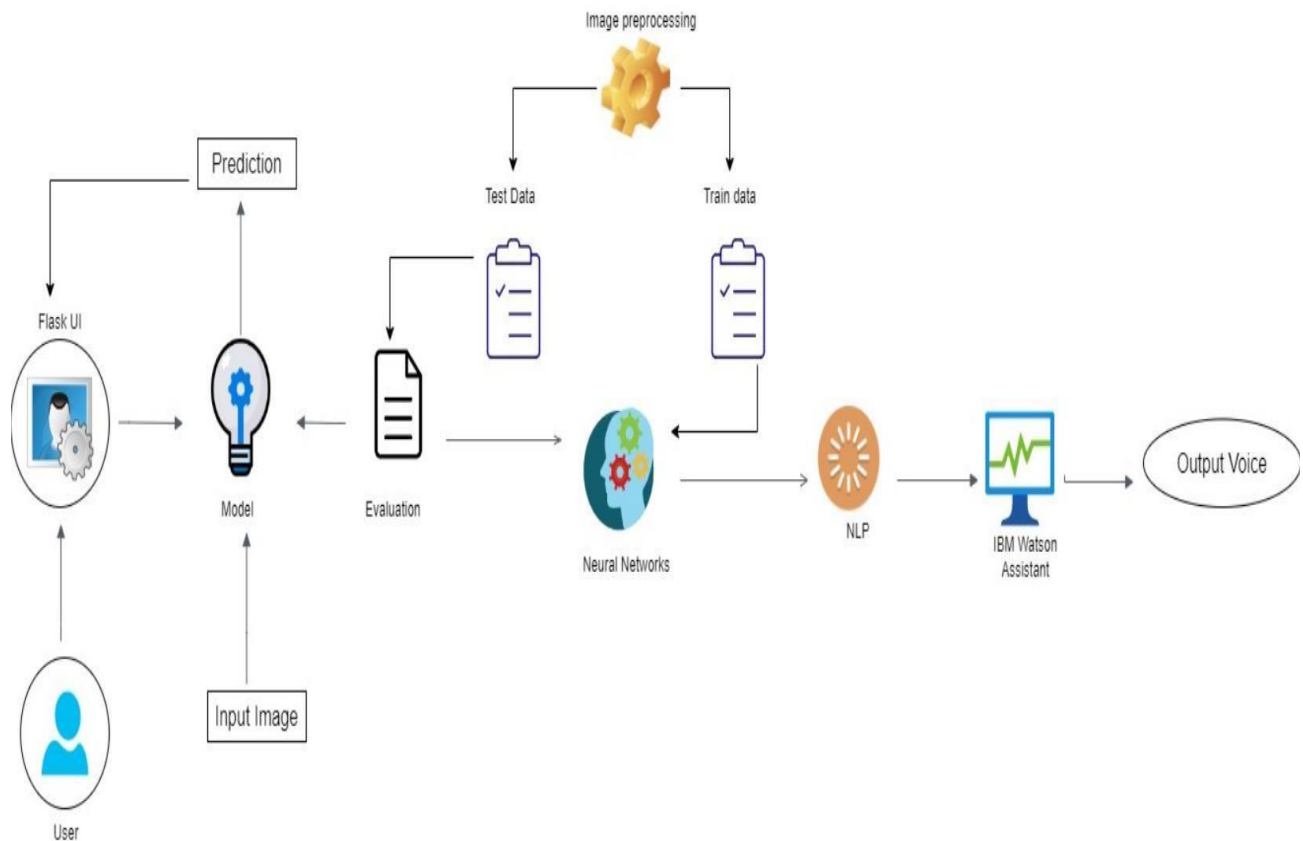 Image preprocessing
Prediction
Test Data
Train data
Flask UI
Model
Evaluation
Neural Networks
NLP
IBM Watson
Assistant
Output Voice
Input Image
User